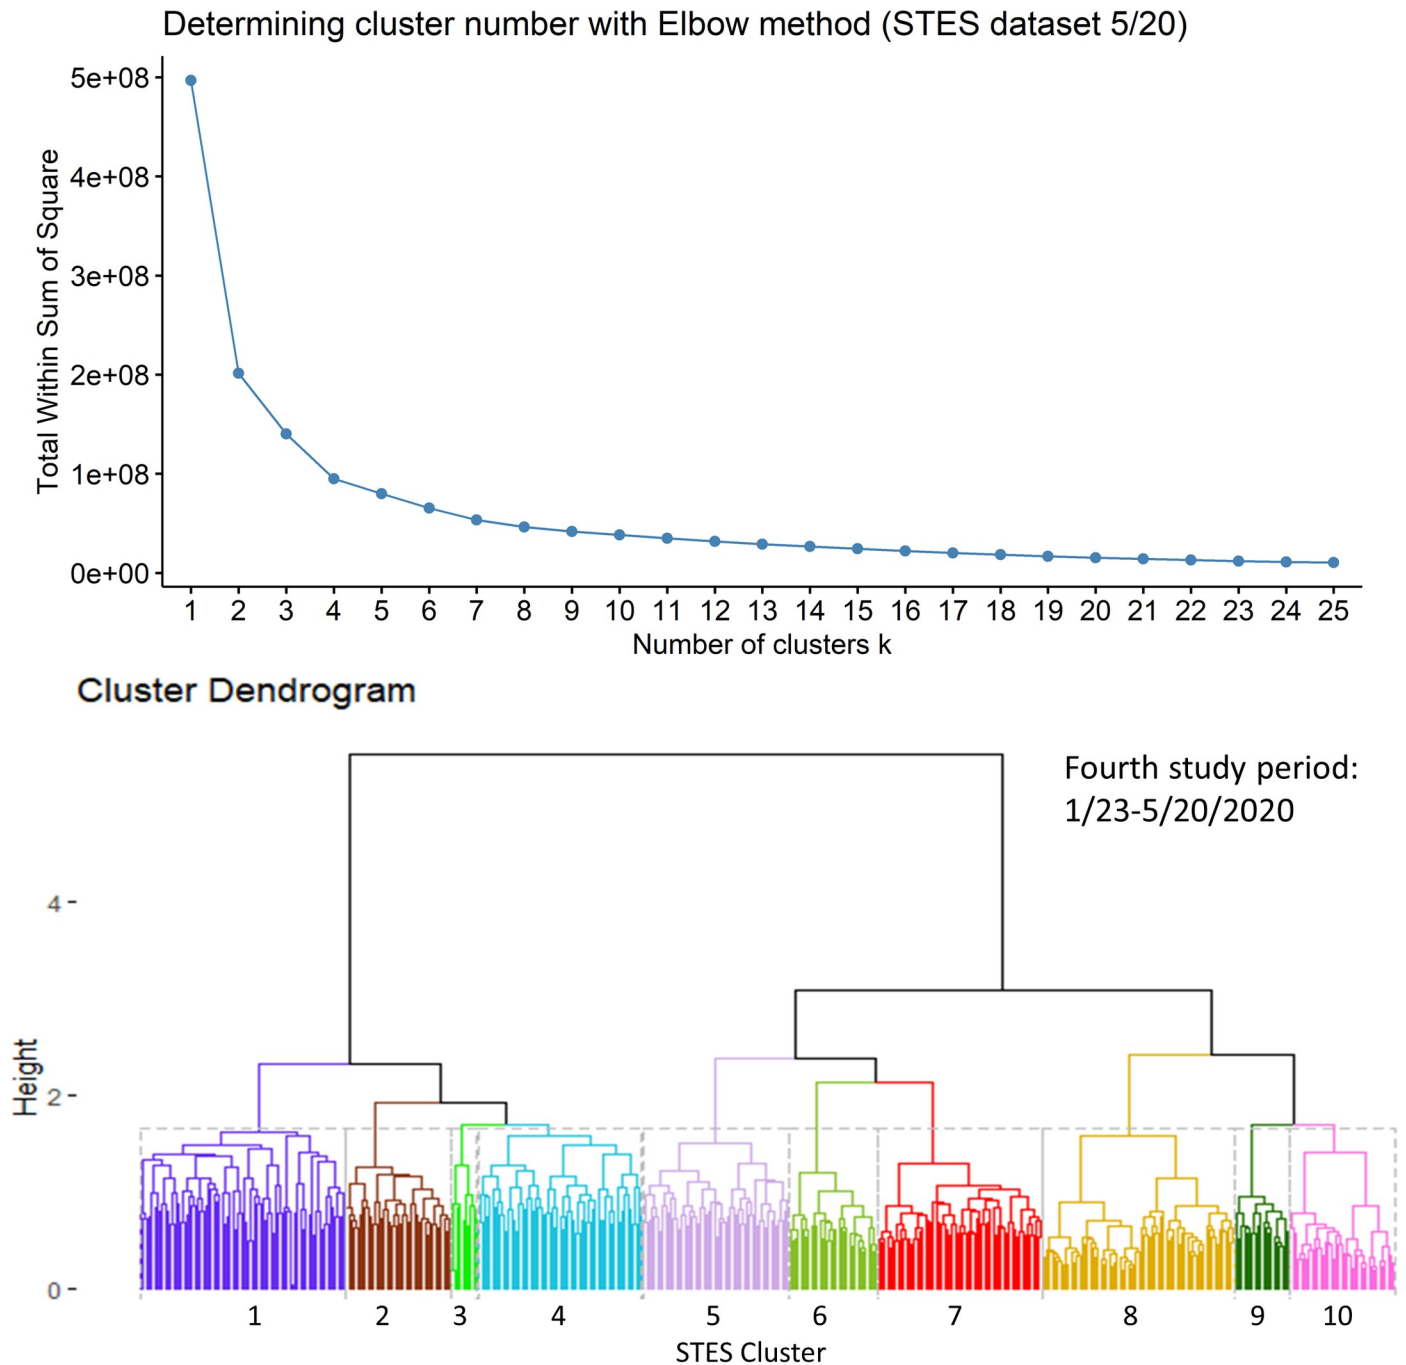 Determining cluster number with Elbow method (STES dataset 5/20)
5e+08
4e+08
3e+08
2e+08
1e+08
0e+00
Total Within Sum of Square
1 2 3 4 5 6 7 8 9 10 11 12 13 14 15 16 17 18 19 20 21 22 23 24 25
Number of clusters k
Cluster Dendrogram
Fourth study period:
1/23-5/20/2020
4
2
0
Height
1 2 3 4 5 6 7 8 9 10
STES Cluster